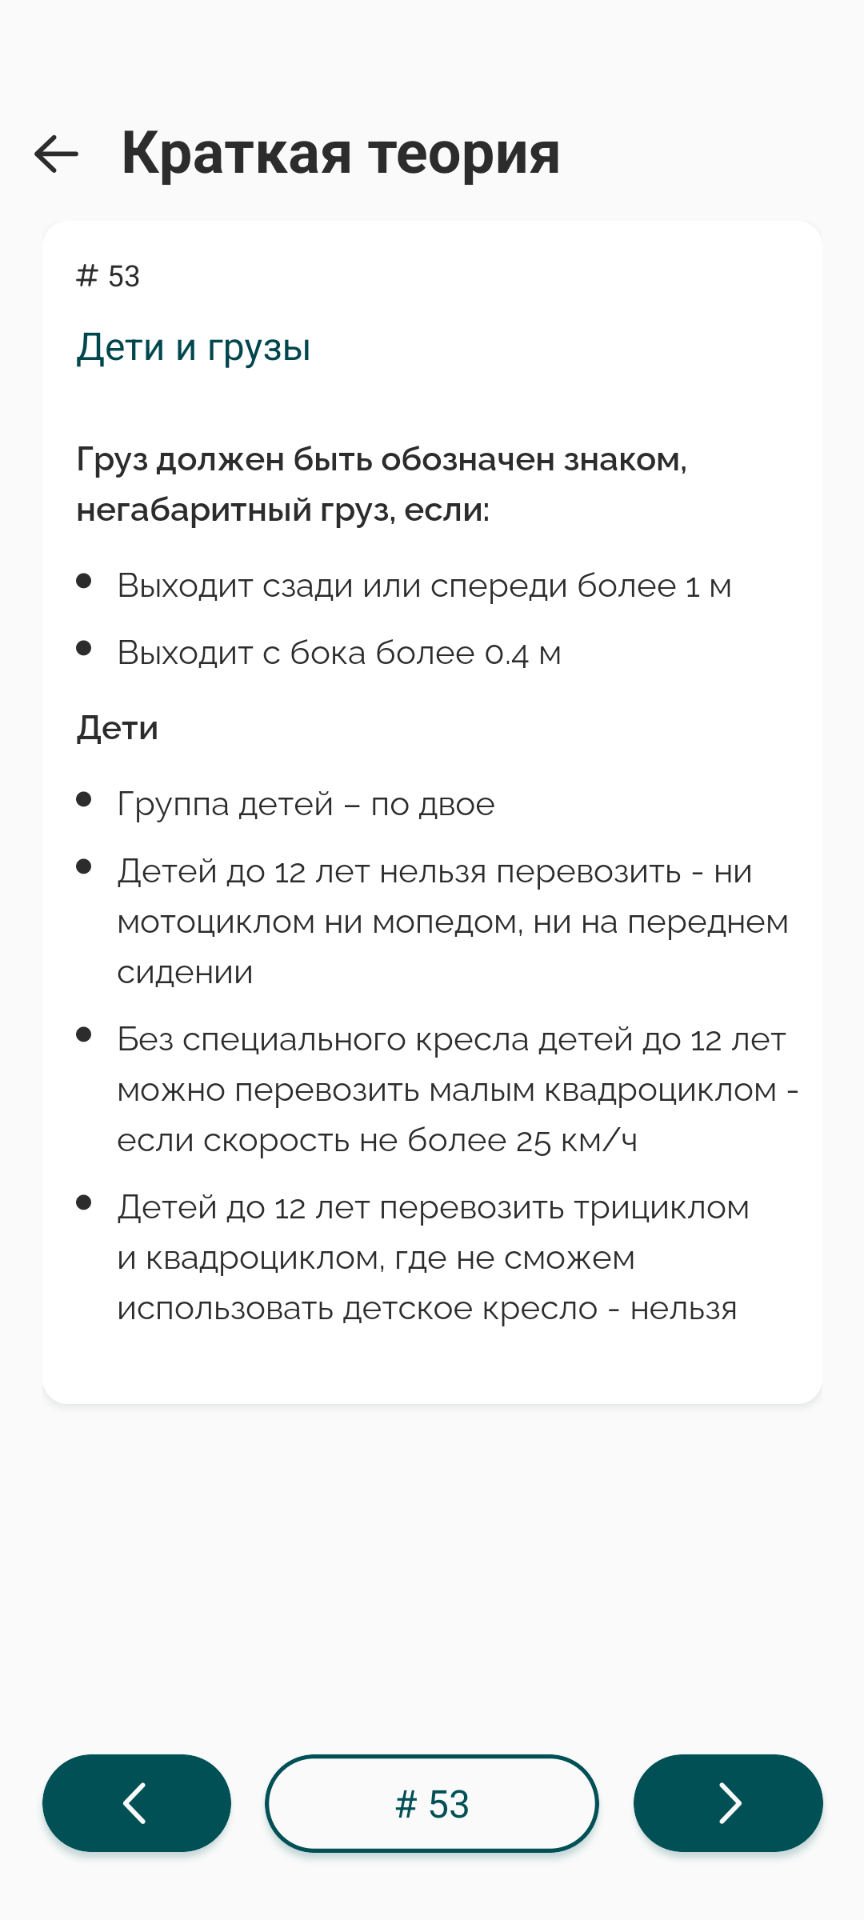 Краткая теория
# 53
Дети и грузы
Груз должен быть обозначен знаком,
негабаритный груз, если:
• Выходит сзади или спереди более 1 м
• Выходит с бока более 0.4 м
Дети
• Группа детей – по двое
• Детей до 12 лет нельзя перевозить - ни
мотоциклом ни мопедом, ни на переднем
сидении
• Без специального кресла детей до 12 лет
можно перевозить малым квадроциклом -
если скорость не более 25 км/ч
• Детей до 12 лет перевозить трициклом
и квадроциклом, где не сможем
использовать детское кресло - нельзя
# 53